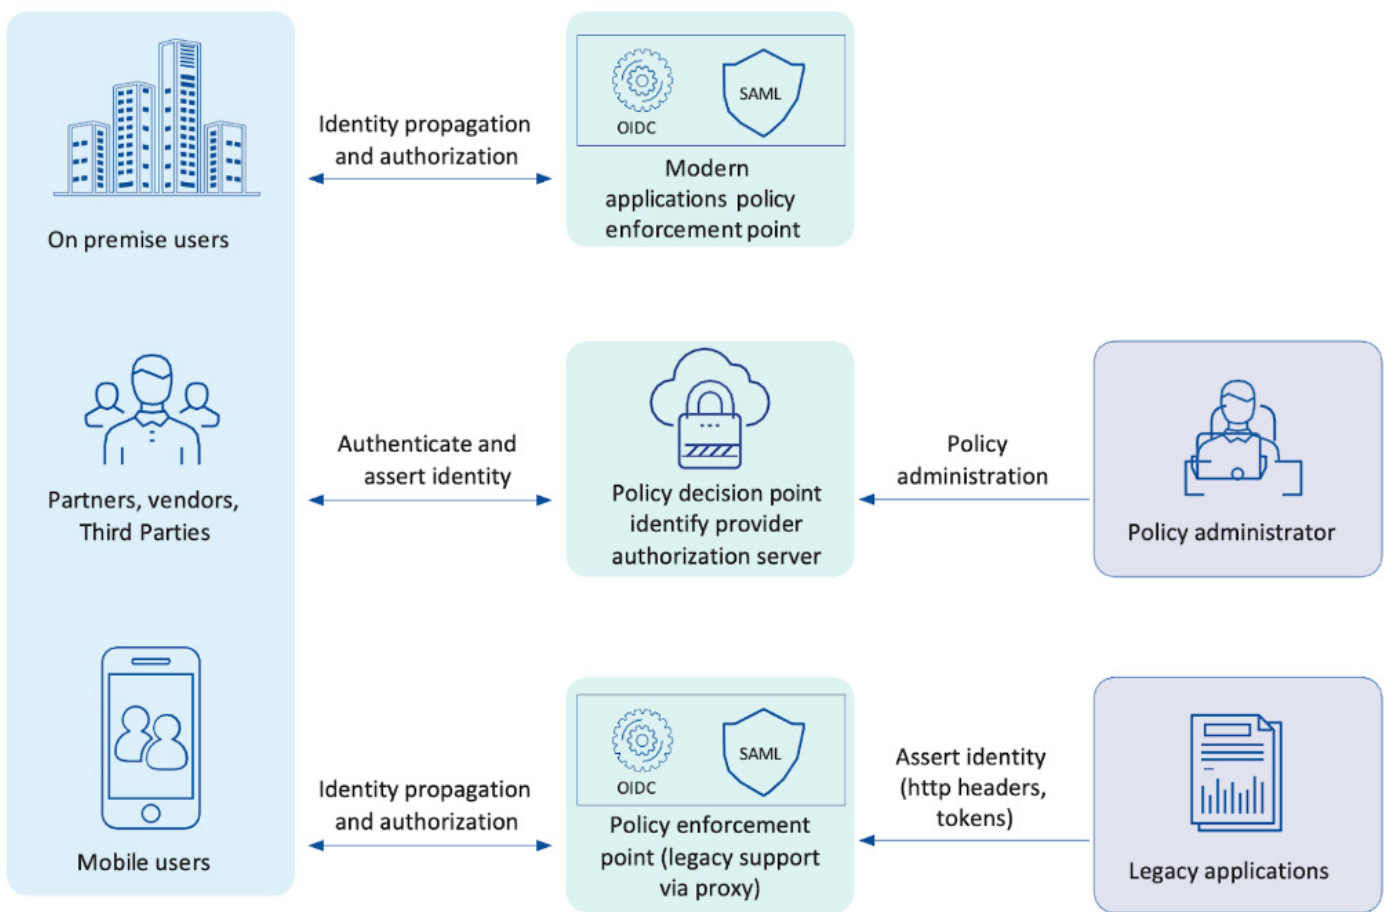 On premise users
Partners, vendors,
Third Parties
Mobile users
Identity propagation
and authorization
Authenticate and
assert identity
Identity propagation
and authorization
OIDC
SAML
Modern
applications policy
enforcement point
Policy decision point
identify provider
authorization server
OIDC
SAML
Policy enforcement
point (legacy support
via proxy)
Policy
administration
Assert identity
(http headers,
tokens)
Policy administrator
Legacy applications